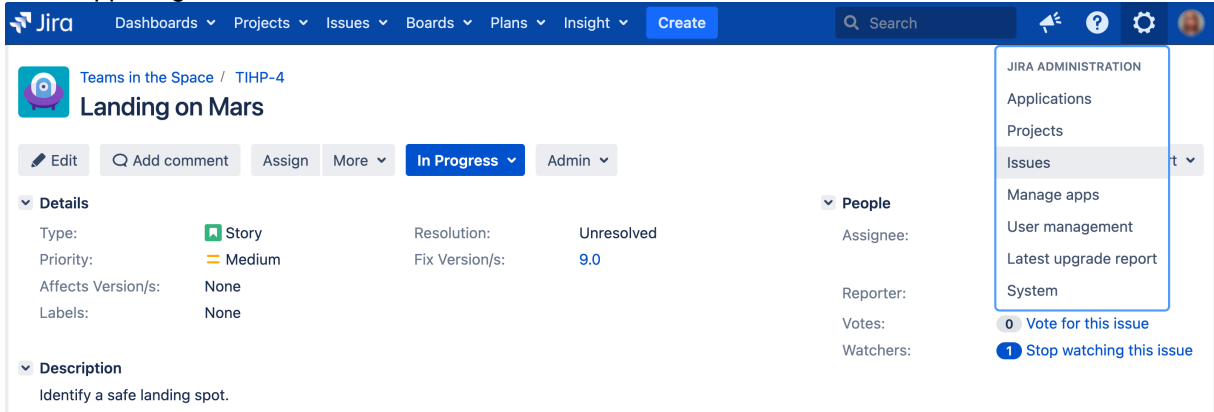 Jira Dashboards Projects Issues Boards Plans Insight Create Search ?
Teams in the Space / TIHP-4
Landing on Mars
Edit Add comment Assign More In Progress Admin
JIRA ADMINISTRATION
Applications
Projects
Issues
Manage apps
User management
Latest upgrade report
System
Details
Type: Story Resolution: Unresolved
Priority: Medium Fix Version/s: 9.0
Affects Version/s: None
Labels: None
People
Assignee:
Reporter:
Votes: 0 Vote for this issue
Watchers: 1 Stop watching this issue
Description
Identify a safe landing spot.